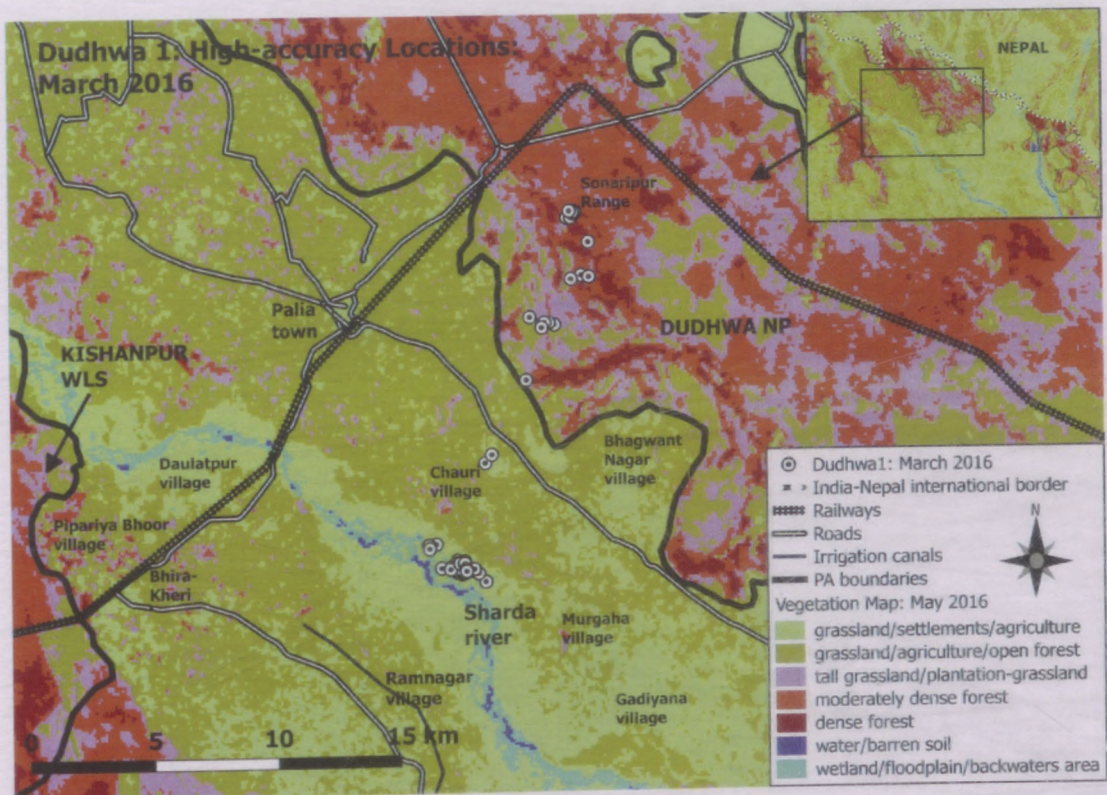 Dudhwa 1: High-accuracy Locations:
March 2016
NEPAL
Sonaripur
Range
Palia
town
DUDHWA NP
KISHANPUR
WLS
Daulatpur
village
Chauri
village
Bhagwant
Nagar
village
Pipariya Bhoor
village
Bhira-
Kheri
Sharda
river
Murgaha
village
Ramnagar
village
Gadiyana
village
0 5 10 15 km
Dudhwa1: March 2016
India-Nepal international border
Railways
Roads
Irrigation canals
PA boundaries
N
Vegetation Map: May 2016
grassland/settlements/agriculture
grassland/agriculture/open forest
tall grassland/plantation-grassland
moderately dense forest
dense forest
water/barren soil
wetland/floodplain/backwaters area